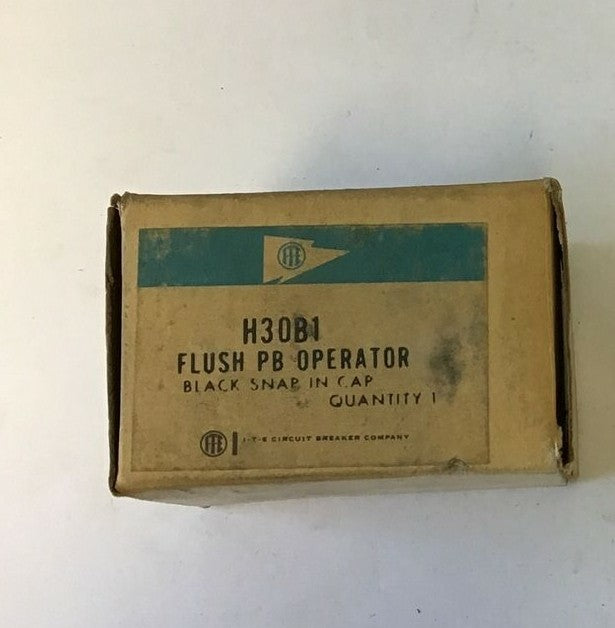 ITE
H30B1
FLUSH PB OPERATOR
BLACK SNAP IN CAP
QUANTITY 1
ITE I-T-E CIRCUIT BREAKER COMPANY